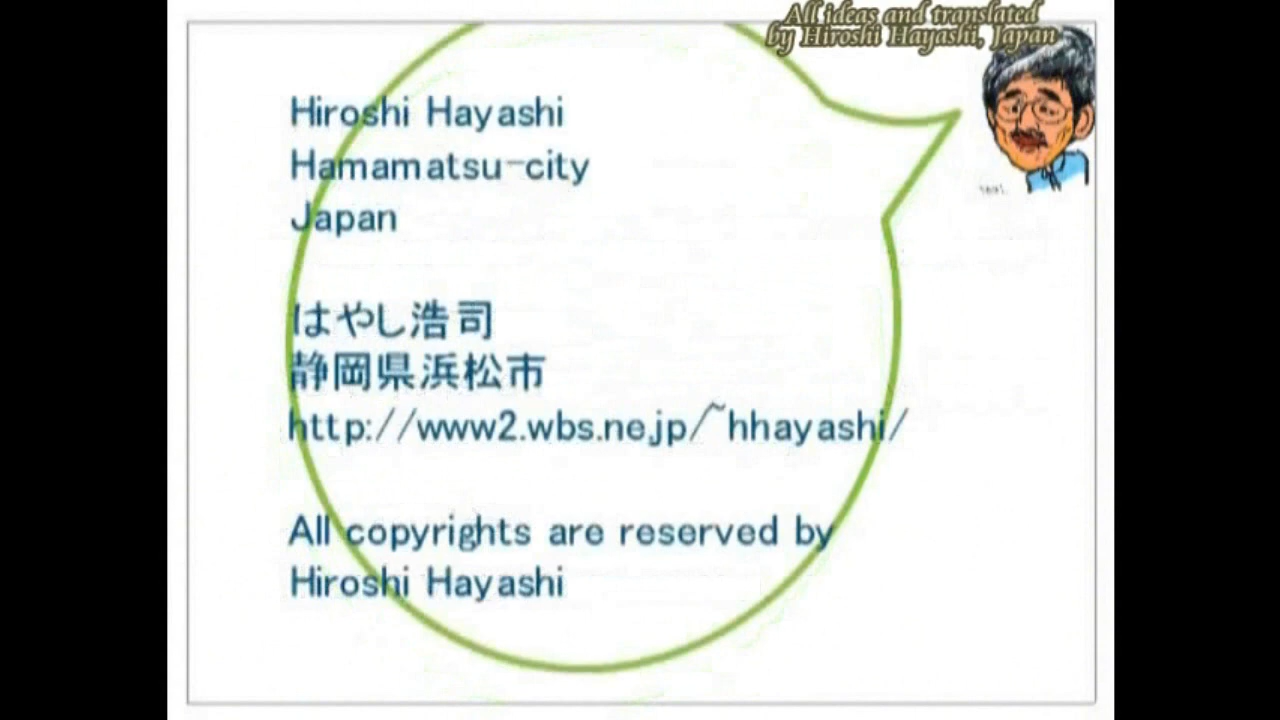 All ideas and translated
by Hiroshi Hayashi, Japan
Hiroshi Hayashi
Hamamatsu-city
Japan
はやし浩司
静岡県浜松市
http://www2.wbs.ne.jp/~hhayashi/
All copyrights are reserved by
Hiroshi Hayashi